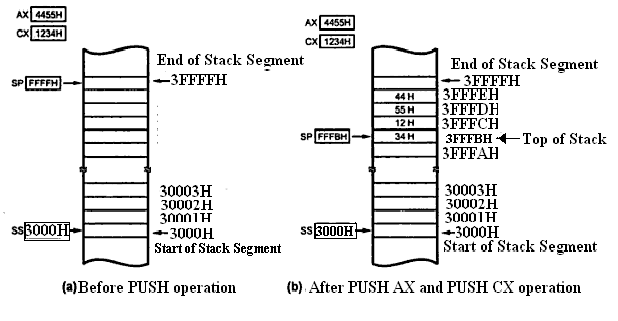 AX 4455H
CX 1234H
End of Stack Segment
SP FFFFH
3FFFFH
30003H
30002H
30001H
SS 3000H
3000H
Start of Stack Segment
(a) Before PUSH operation
AX 4455H
CX 1234H
End of Stack Segment
3FFFFH
44 H 3FFFEH
55 H 3FFFDH
12 H 3FFFCH
SP FFFBH 34 H 3FFFBH Top of Stack
3FFFAH
30003H
30002H
30001H
SS 3000H
3000H
Start of Stack Segment
(b) After PUSH AX and PUSH CX operation